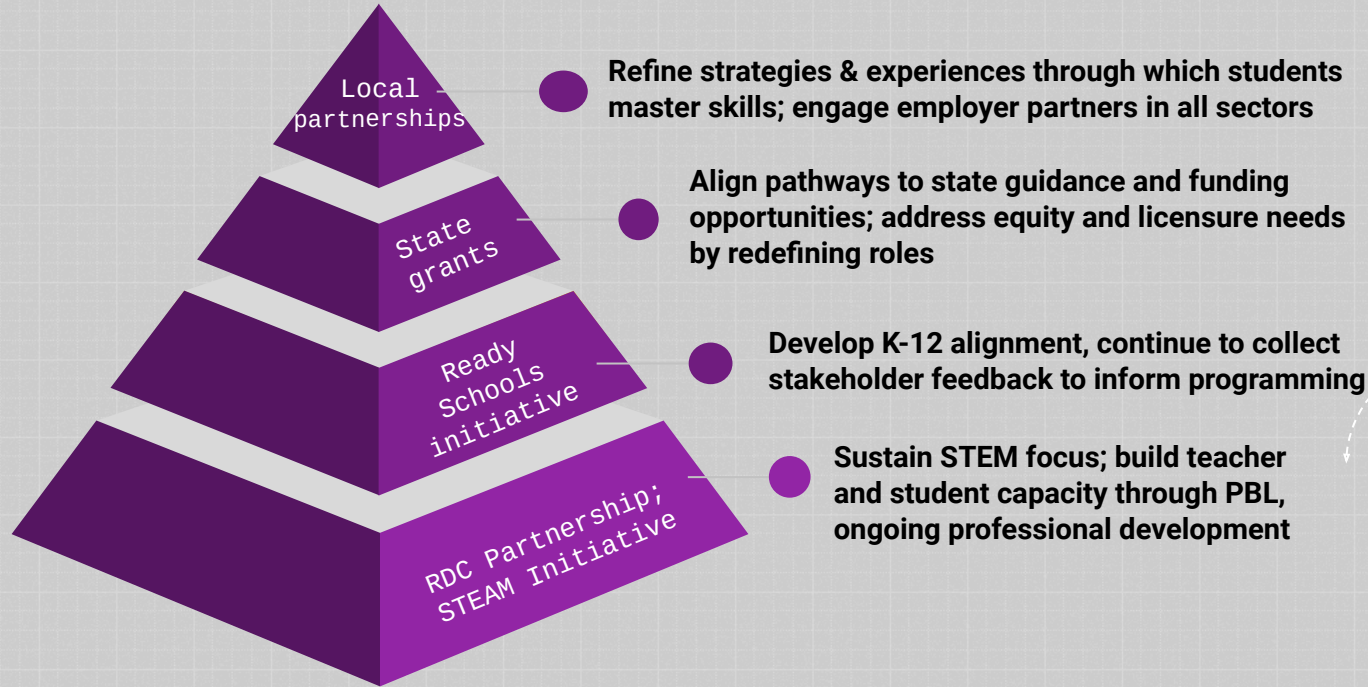 Local
partnerships
Refine strategies & experiences through which students
master skills; engage employer partners in all sectors
State
grants
Align pathways to state guidance and funding
opportunities; address equity and licensure needs
by redefining roles
Ready
Schools
initiative
Develop K-12 alignment, continue to collect
stakeholder feedback to inform programming
RDC Partnership;
STEAM Initiative
Sustain STEM focus; build teacher
and student capacity through PBL,
ongoing professional development